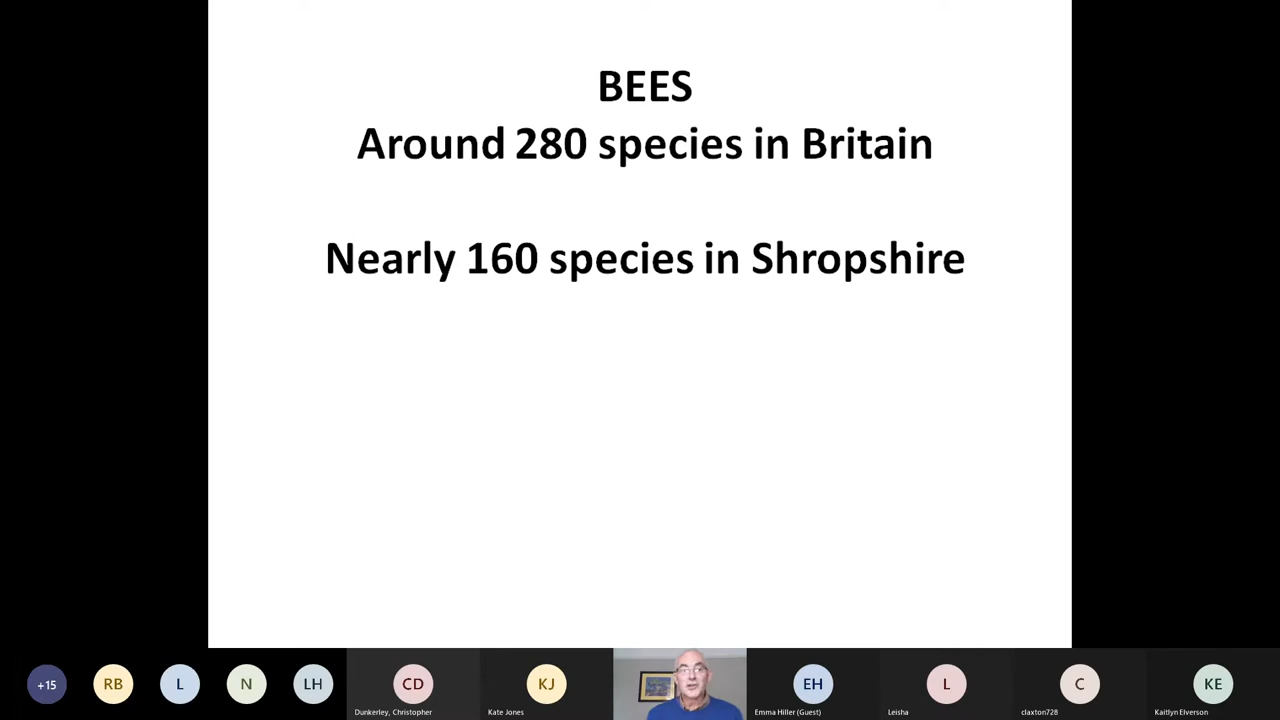 BEES
Around 280 species in Britain
Nearly 160 species in Shropshire
+15
RB
L
N
LH
CD
Dunkerley, Christopher
KJ
Kate Jones
EH
Emma Hiller (Guest)
L
Leisha
C
claxton728
KE
Kaitlyn Elverson